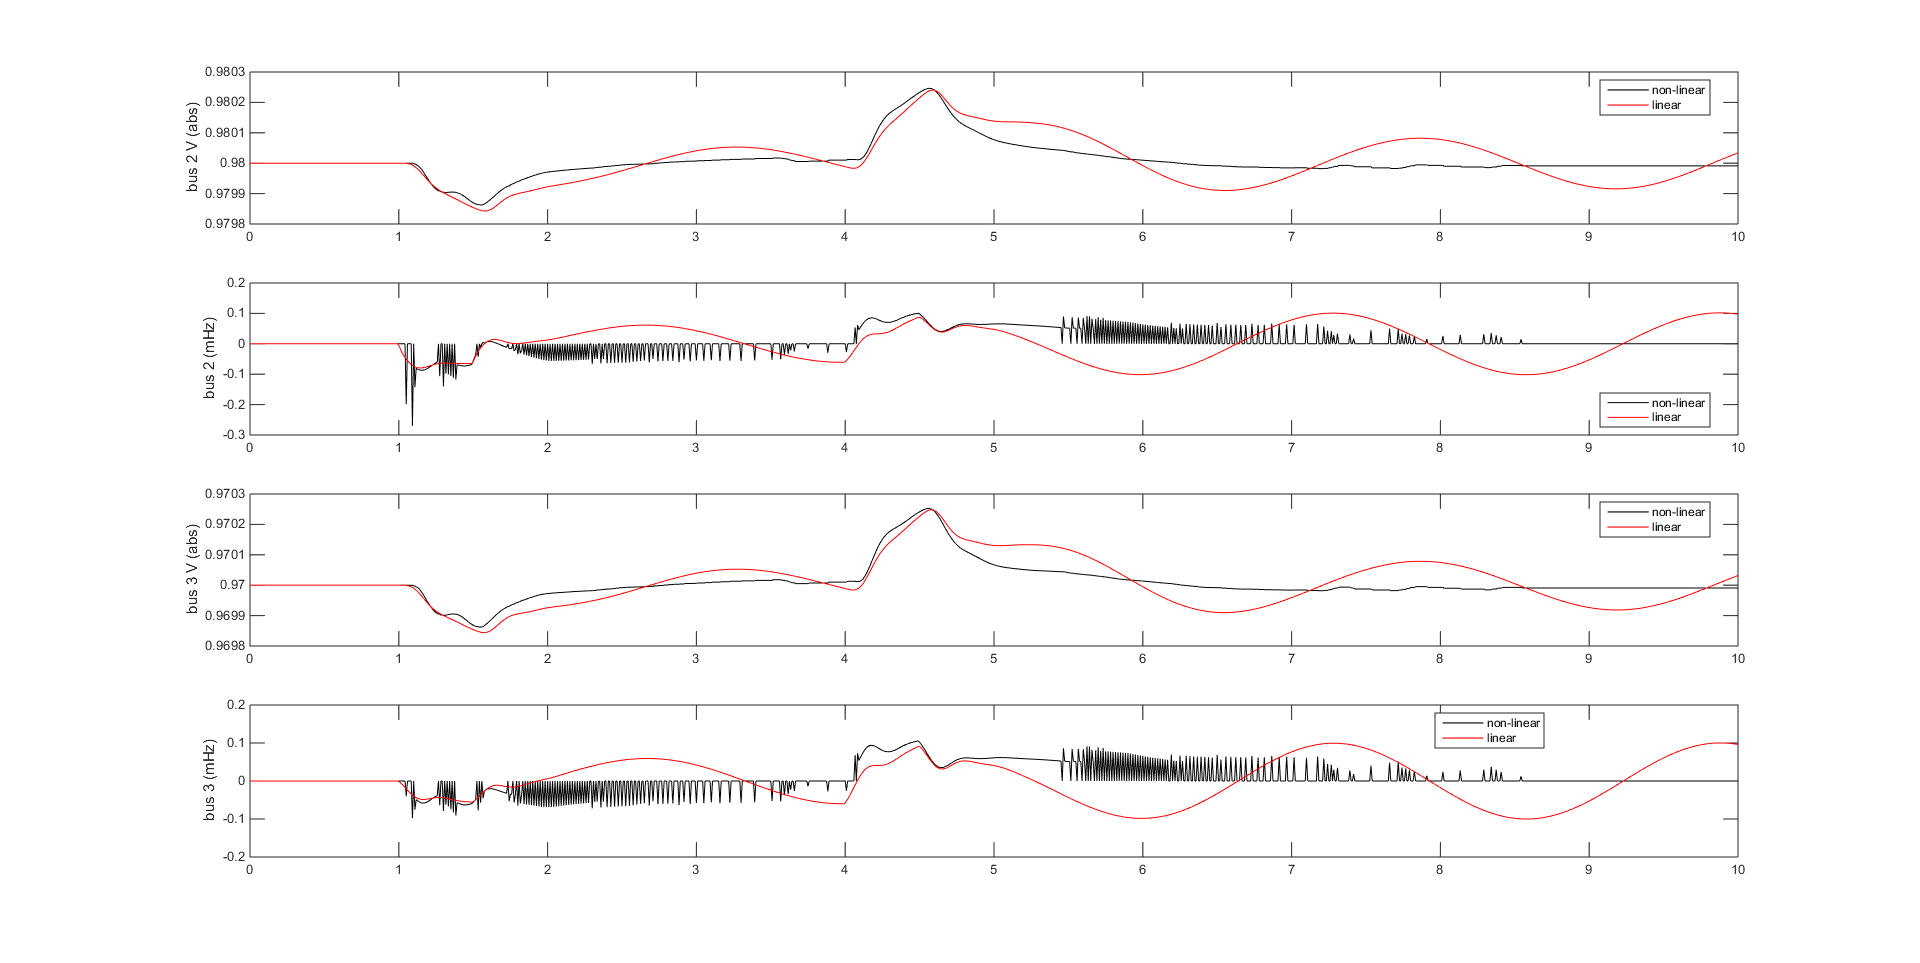 bus 2 V (abs)
0.9803
0.9802
0.9801
0.98
0.9799
0.9798
non-linear
linear
0 1 2 3 4 5 6 7 8 9 10
bus 2 (mHz)
0.2
0.1
0
-0.1
-0.2
-0.3
non-linear
linear
0 1 2 3 4 5 6 7 8 9 10
bus 3 V (abs)
0.9703
0.9702
0.9701
0.97
0.9699
0.9698
non-linear
linear
0 1 2 3 4 5 6 7 8 9 10
bus 3 (mHz)
0.2
0.1
0
-0.1
-0.2
non-linear
linear
0 1 2 3 4 5 6 7 8 9 10